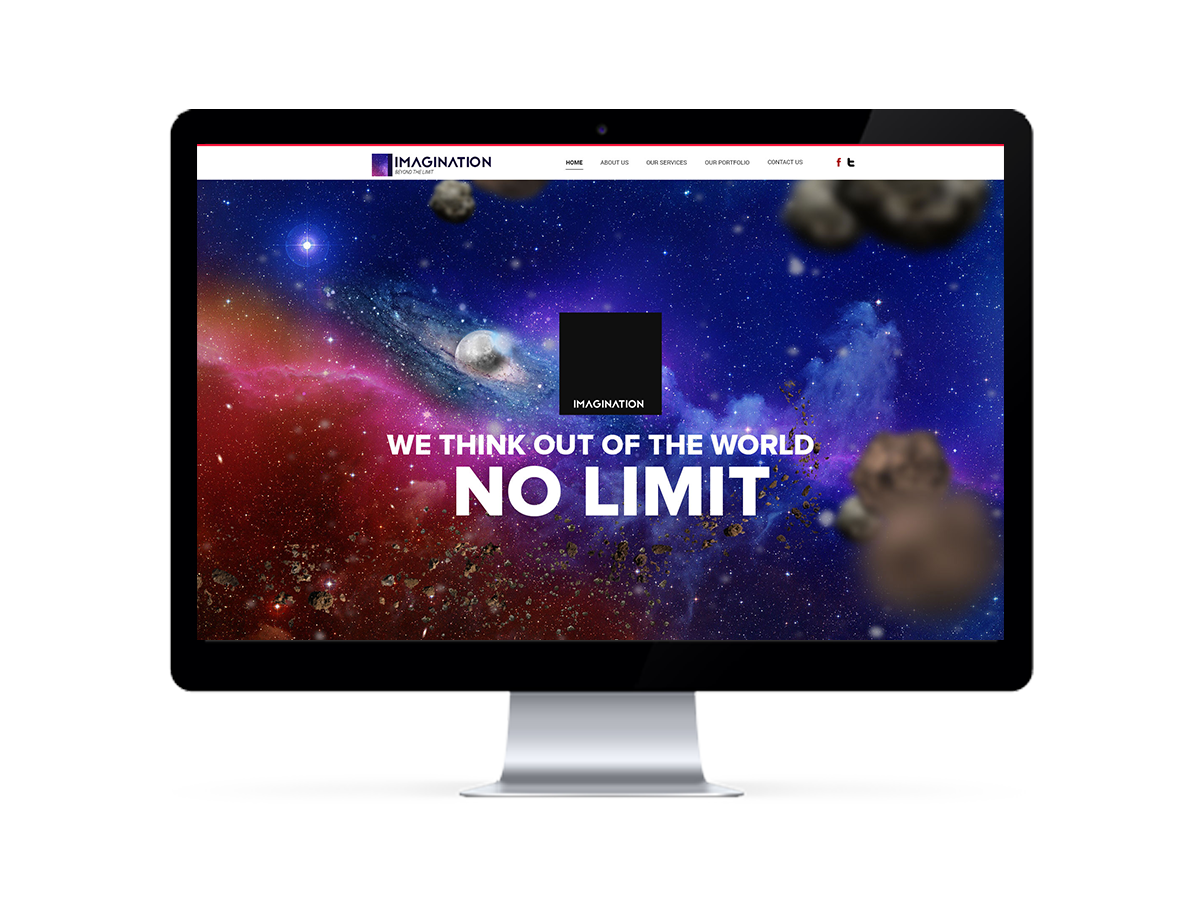 IMAGINATION
BEYOND THE LIMIT
HOME ABOUT US OUR SERVICES OUR PORTFOLIO CONTACT US
IMAGINATION
WE THINK OUT OF THE WORLD
NO LIMIT